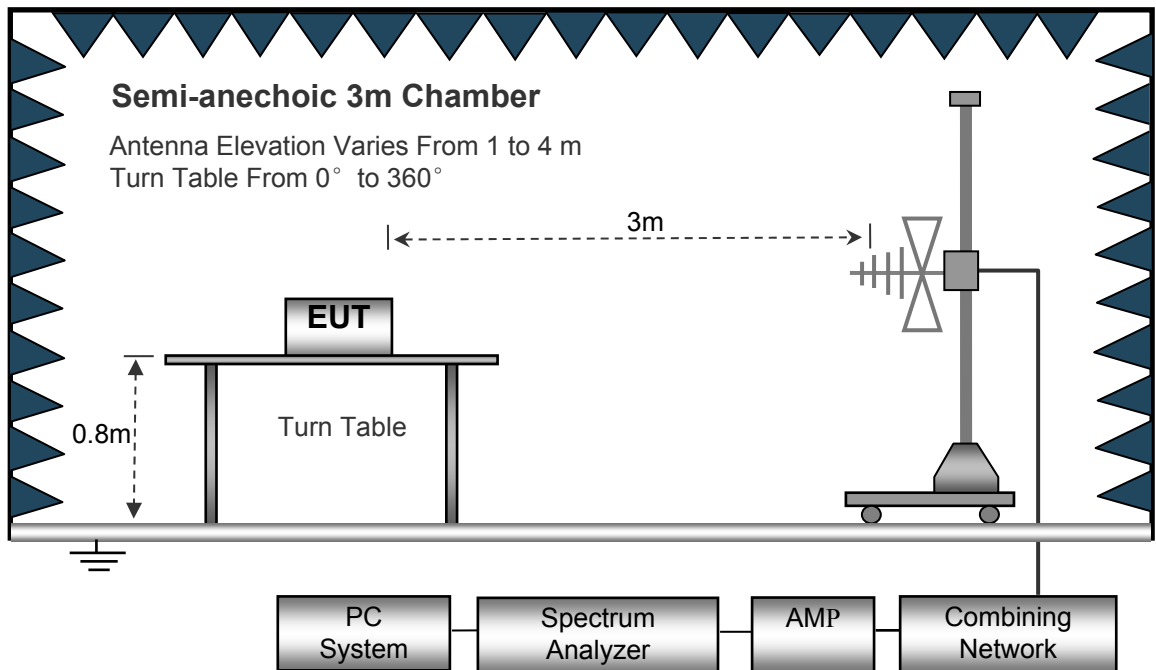 Semi-anechoic 3m Chamber
Antenna Elevation Varies From 1 to 4 m
Turn Table From 0° to 360°
3m
EUT
0.8m
Turn Table
PC
System
Spectrum
Analyzer
AMP
Combining
Network